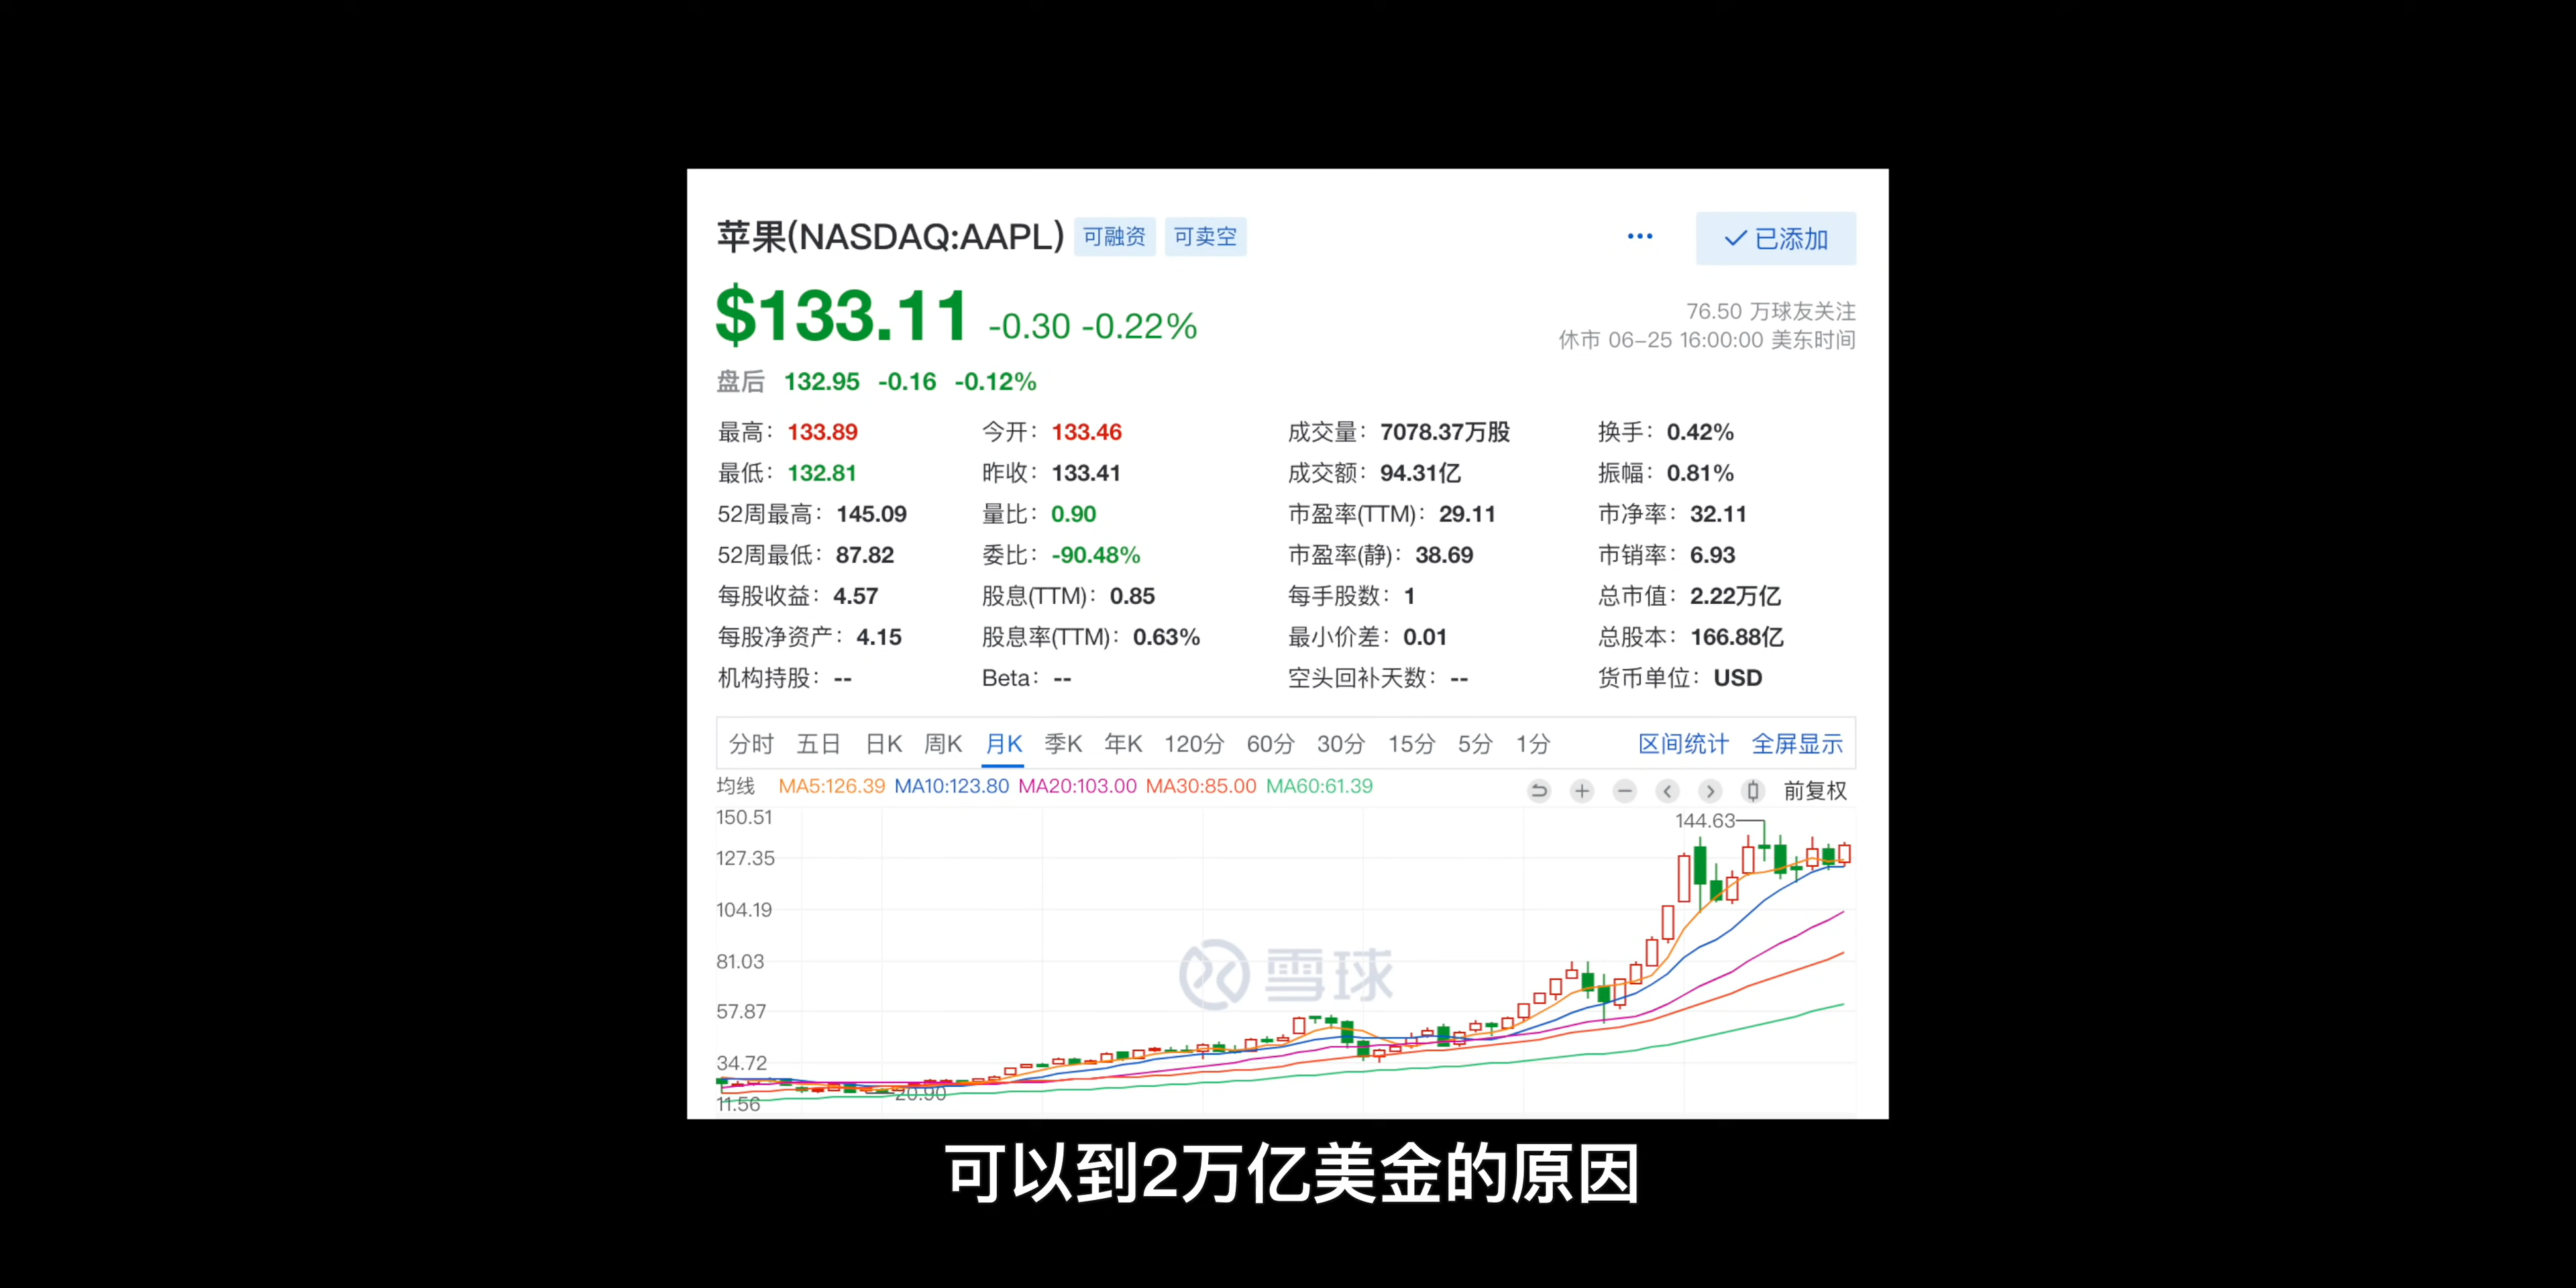 苹果(NASDAQ:AAPL) 可融资 可卖空 ··· ✓ 已添加
$133.11 -0.30 -0.22%
76.50 万球友关注
休市 06-25 16:00:00 美东时间
盘后 132.95 -0.16 -0.12%
最高：133.89 今开：133.46 成交量：7078.37万股 换手：0.42%
最低：132.81 昨收：133.41 成交额：94.31亿 振幅：0.81%
52周最高：145.09 量比：0.90 市盈率(TTM)：29.11 市净率：32.11
52周最低：87.82 委比：-90.48% 市盈率(静)：38.69 市销率：6.93
每股收益：4.57 股息(TTM)：0.85 每手股数：1 总市值：2.22万亿
每股净资产：4.15 股息率(TTM)：0.63% 最小价差：0.01 总股本：166.88亿
机构持股：-- Beta：-- 空头回补天数：-- 货币单位：USD
分时 五日 日K 周K 月K 季K 年K 120分 60分 30分 15分 5分 1分 区间统计 全屏显示
均线 MA5:126.39 MA10:123.80 MA20:103.00 MA30:85.00 MA60:61.39 前复权
150.51
144.63
127.35
104.19
81.03
雪球
57.87
34.72
20.90
11.56
可以到2万亿美金的原因